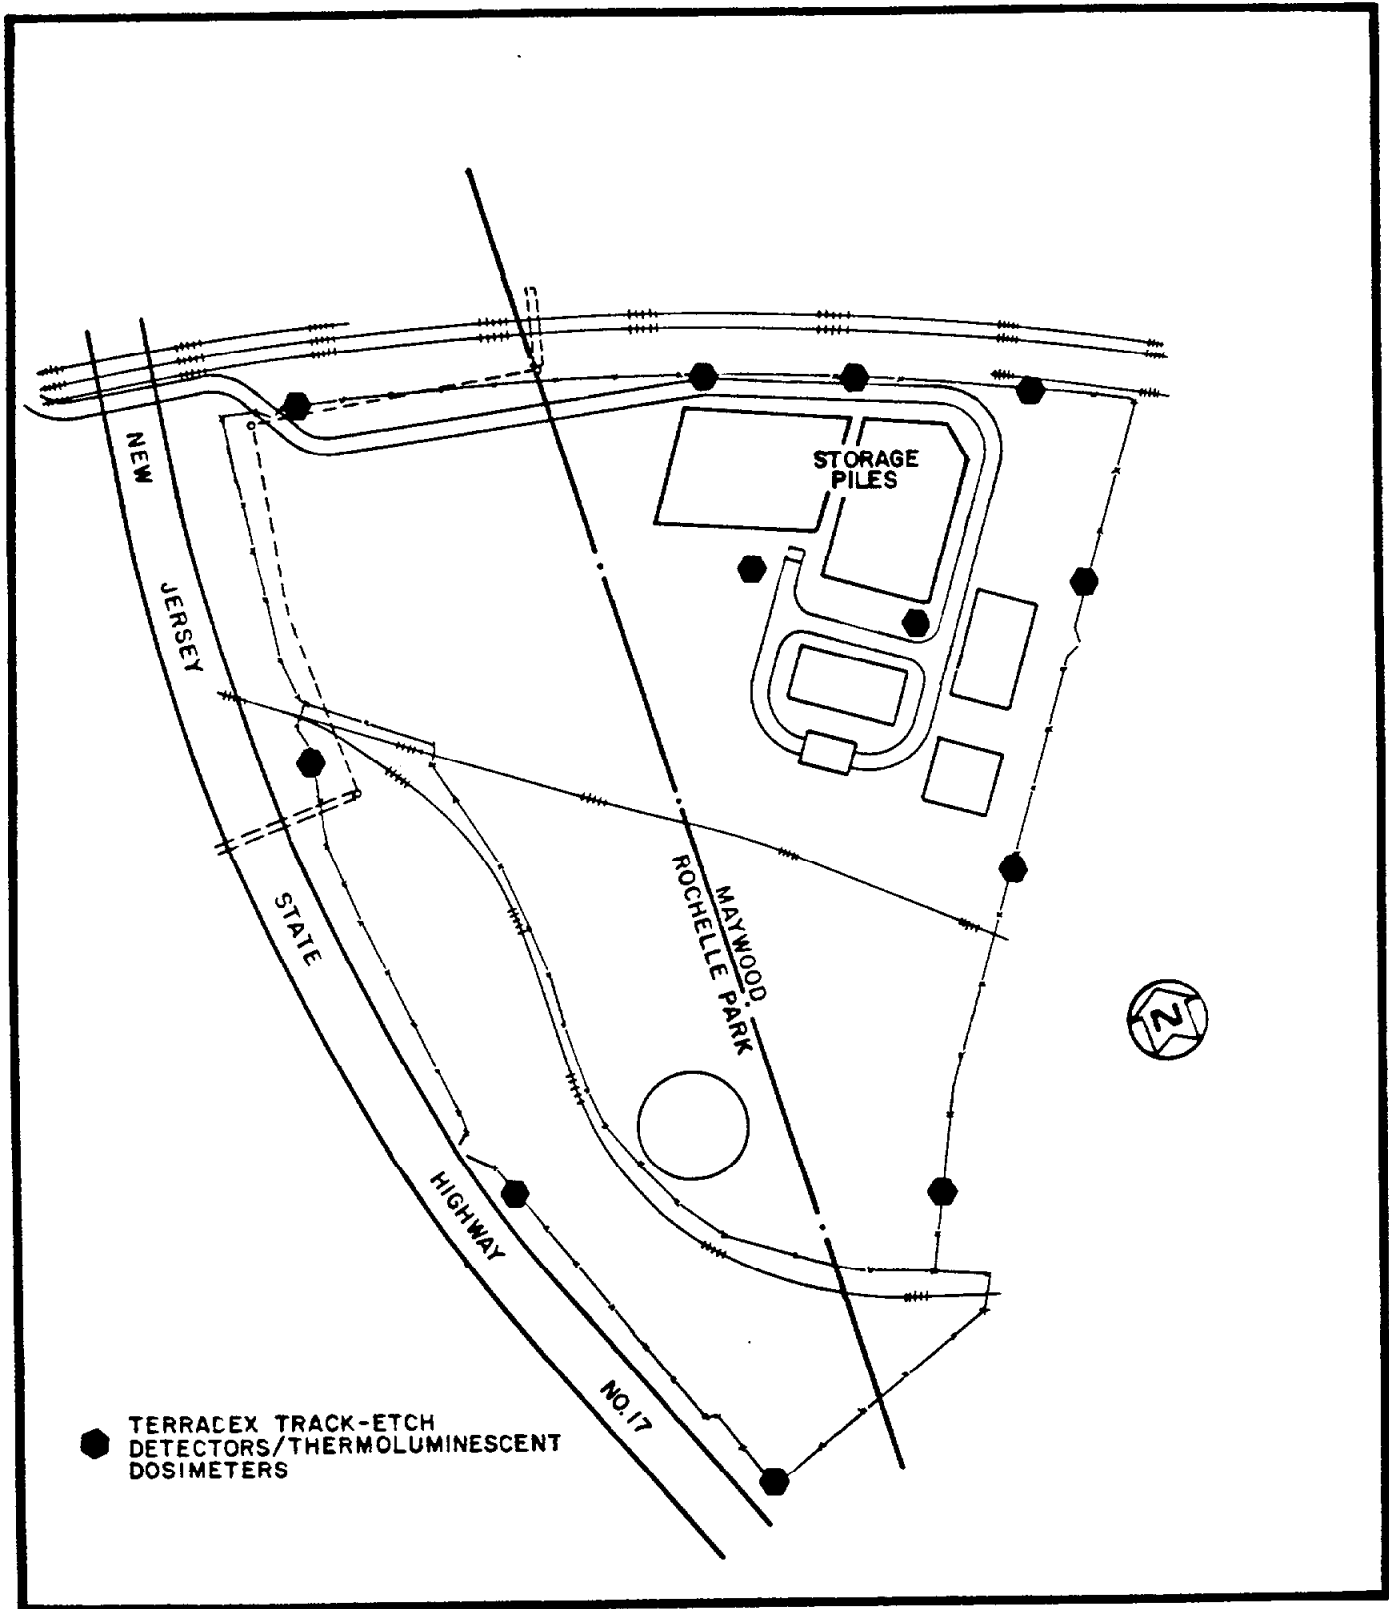 NEW
JERSEY
STATE
HIGHWAY
NO. 17
STORAGE
PILES
MAYWOOD
ROCHELLE PARK
N
TERRADEX TRACK-ETCH
DETECTORS/THERMOLUMINESCENT
DOSIMETERS